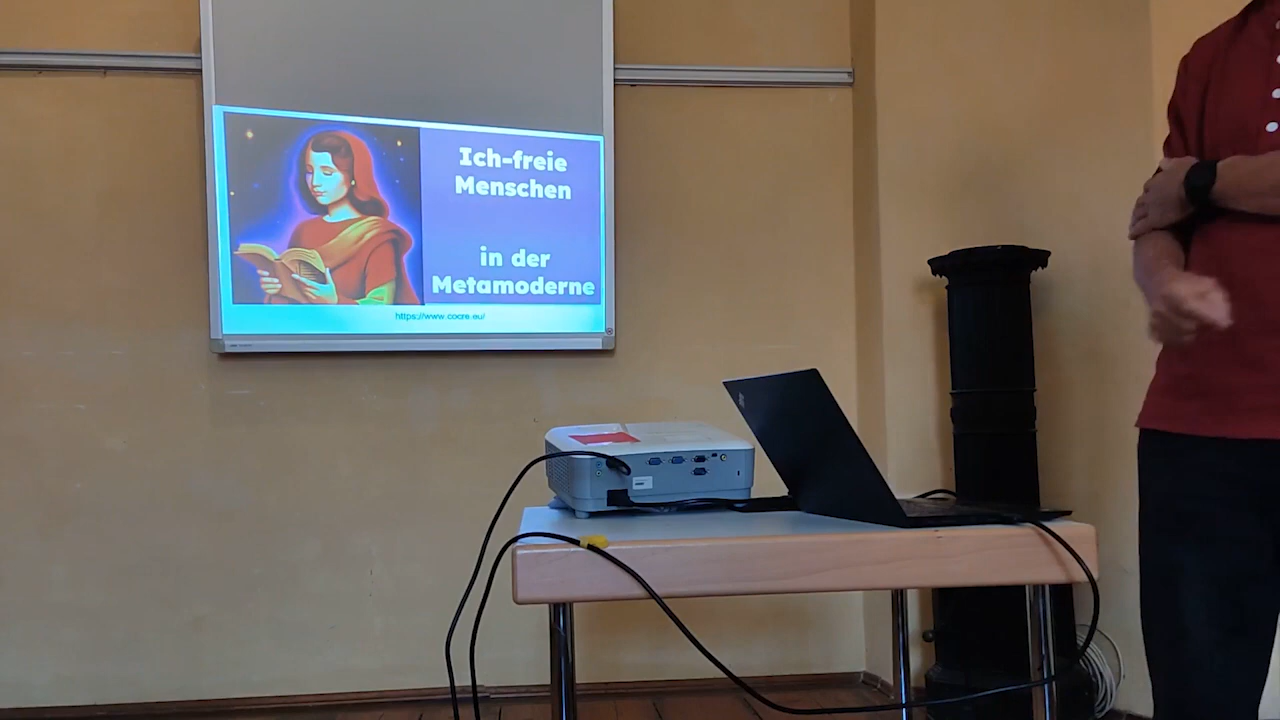 Ich-freie
Menschen
in der
Metamoderne
https://www.cocre.eu/